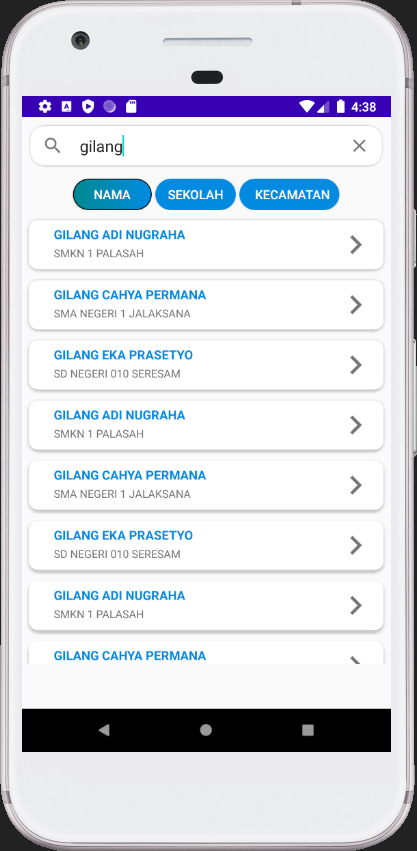 4:38
gilang
NAMA SEKOLAH KECAMATAN
GILANG ADI NUGRAHA
SMKN 1 PALASAH
GILANG CAHYA PERMANA
SMA NEGERI 1 JALAKSANA
GILANG EKA PRASETYO
SD NEGERI 010 SERESAM
GILANG ADI NUGRAHA
SMKN 1 PALASAH
GILANG CAHYA PERMANA
SMA NEGERI 1 JALAKSANA
GILANG EKA PRASETYO
SD NEGERI 010 SERESAM
GILANG ADI NUGRAHA
SMKN 1 PALASAH
GILANG CAHYA PERMANA